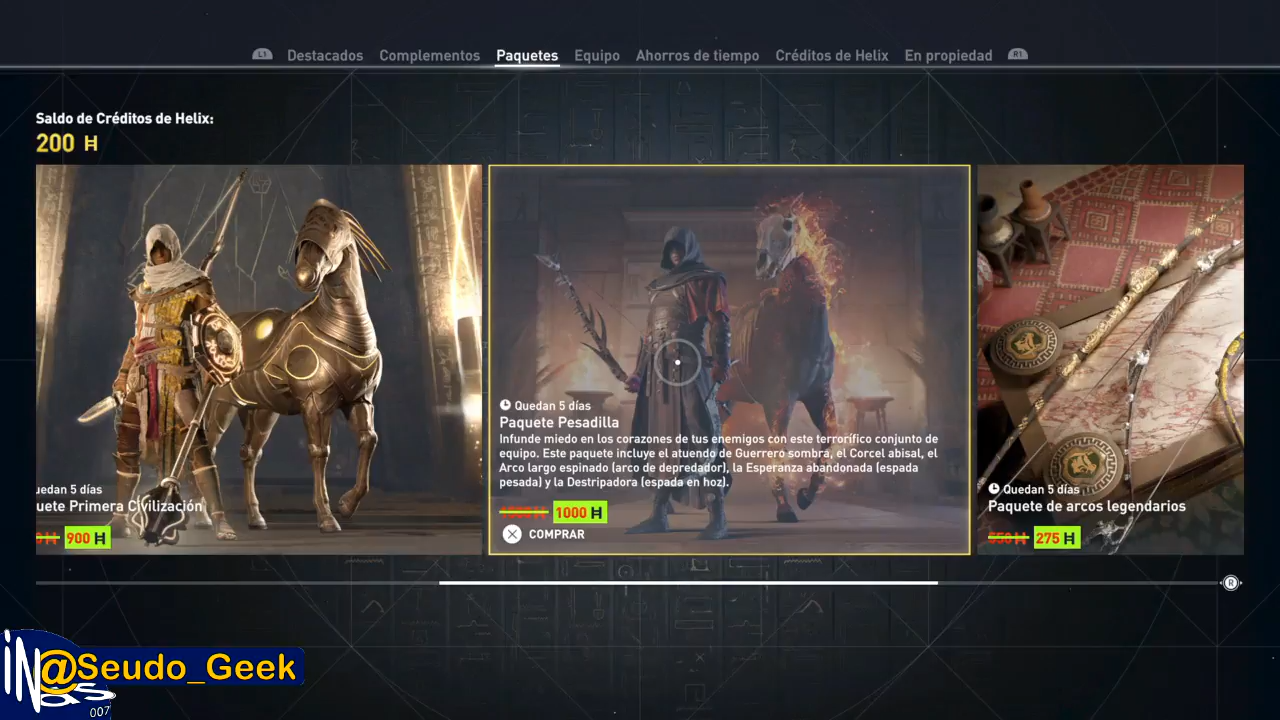 L1 Destacados Complementos Paquetes Equipo Ahorros de tiempo Créditos de Helix En propiedad R1
Saldo de Créditos de Helix:
200 H
uedan 5 días
uete Primera Civilización
900 H
Quedan 5 días
Paquete Pesadilla
Infunde miedo en los corazones de tus enemigos con este terrorífico conjunto de
equipo. Este paquete incluye el atuendo de Guerrero sombra, el Corcel abisal, el
Arco largo espinado (arco de depredador), la Esperanza abandonada (espada
pesada) y la Destripadora (espada en hoz).
1000 H
COMPRAR
Quedan 5 días
Paquete de arcos legendarios
550 H 275 H
R
@Seudo_Geek
007